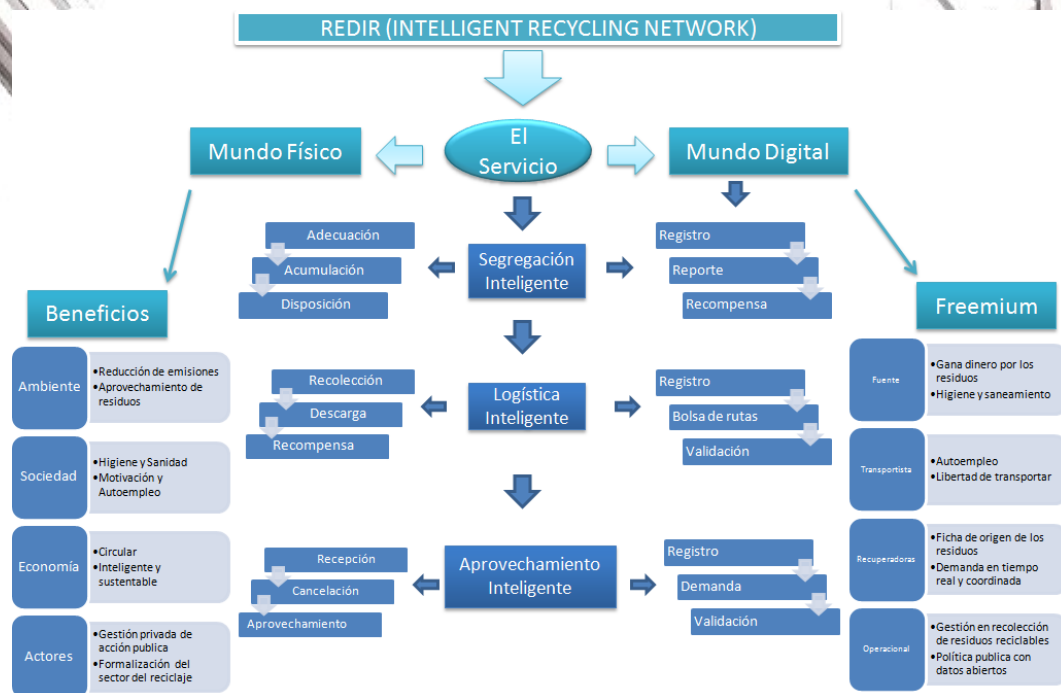 REDIR (INTELLIGENT RECYCLING NETWORK)
El
Servicio
Mundo Físico
Mundo Digital
Adecuación
Acumulación
Disposición
Segregación
Inteligente
Registro
Reporte
Recompensa
Beneficios
Freemium
Ambiente
•Reducción de emisiones
•Aprovechamiento de
residuos
Sociedad
•Higiene y Sanidad
•Motivación y
Autoempleo
Economía
•Circular
•Inteligente y
sustentable
Actores
•Gestión privada de
acción publica
•Formalización del
sector del reciclaje
Recolección
Descarga
Recompensa
Logística
Inteligente
Registro
Bolsa de rutas
Validación
Recepción
Cancelación
Aprovechamiento
Aprovechamiento
Inteligente
Registro
Demanda
Validación
Fuente
•Gana dinero por los
residuos
•Higiene y saneamiento
Transportista
•Autoempleo
•Libertad de transportar
Recuperadoras
•Ficha de origen de los
residuos
•Demanda en tiempo
real y coordinada
Operacional
•Gestión en recolección
de residuos reciclables
•Política publica con
datos abiertos